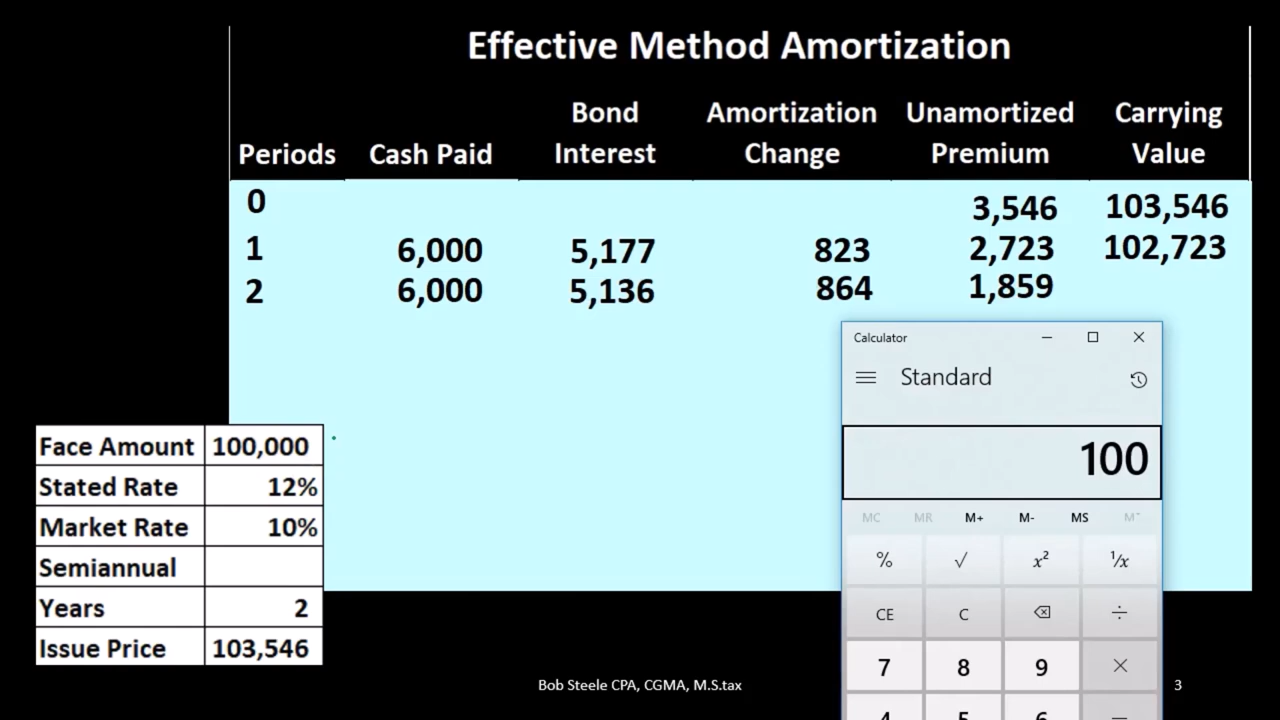 Effective Method Amortization
Periods Cash Paid Bond Interest Amortization Change Unamortized Premium Carrying Value
0 3,546 103,546
1 6,000 5,177 823 2,723 102,723
2 6,000 5,136 864 1,859
Face Amount 100,000
Stated Rate 12%
Market Rate 10%
Semiannual
Years 2
Issue Price 103,546
Calculator
Standard
100
MC MR M+ M- MS M˅
% √ x² ¹/x
CE C ⌫ ÷
7 8 9 ×
Bob Steele CPA, CGMA, M.S.tax
3